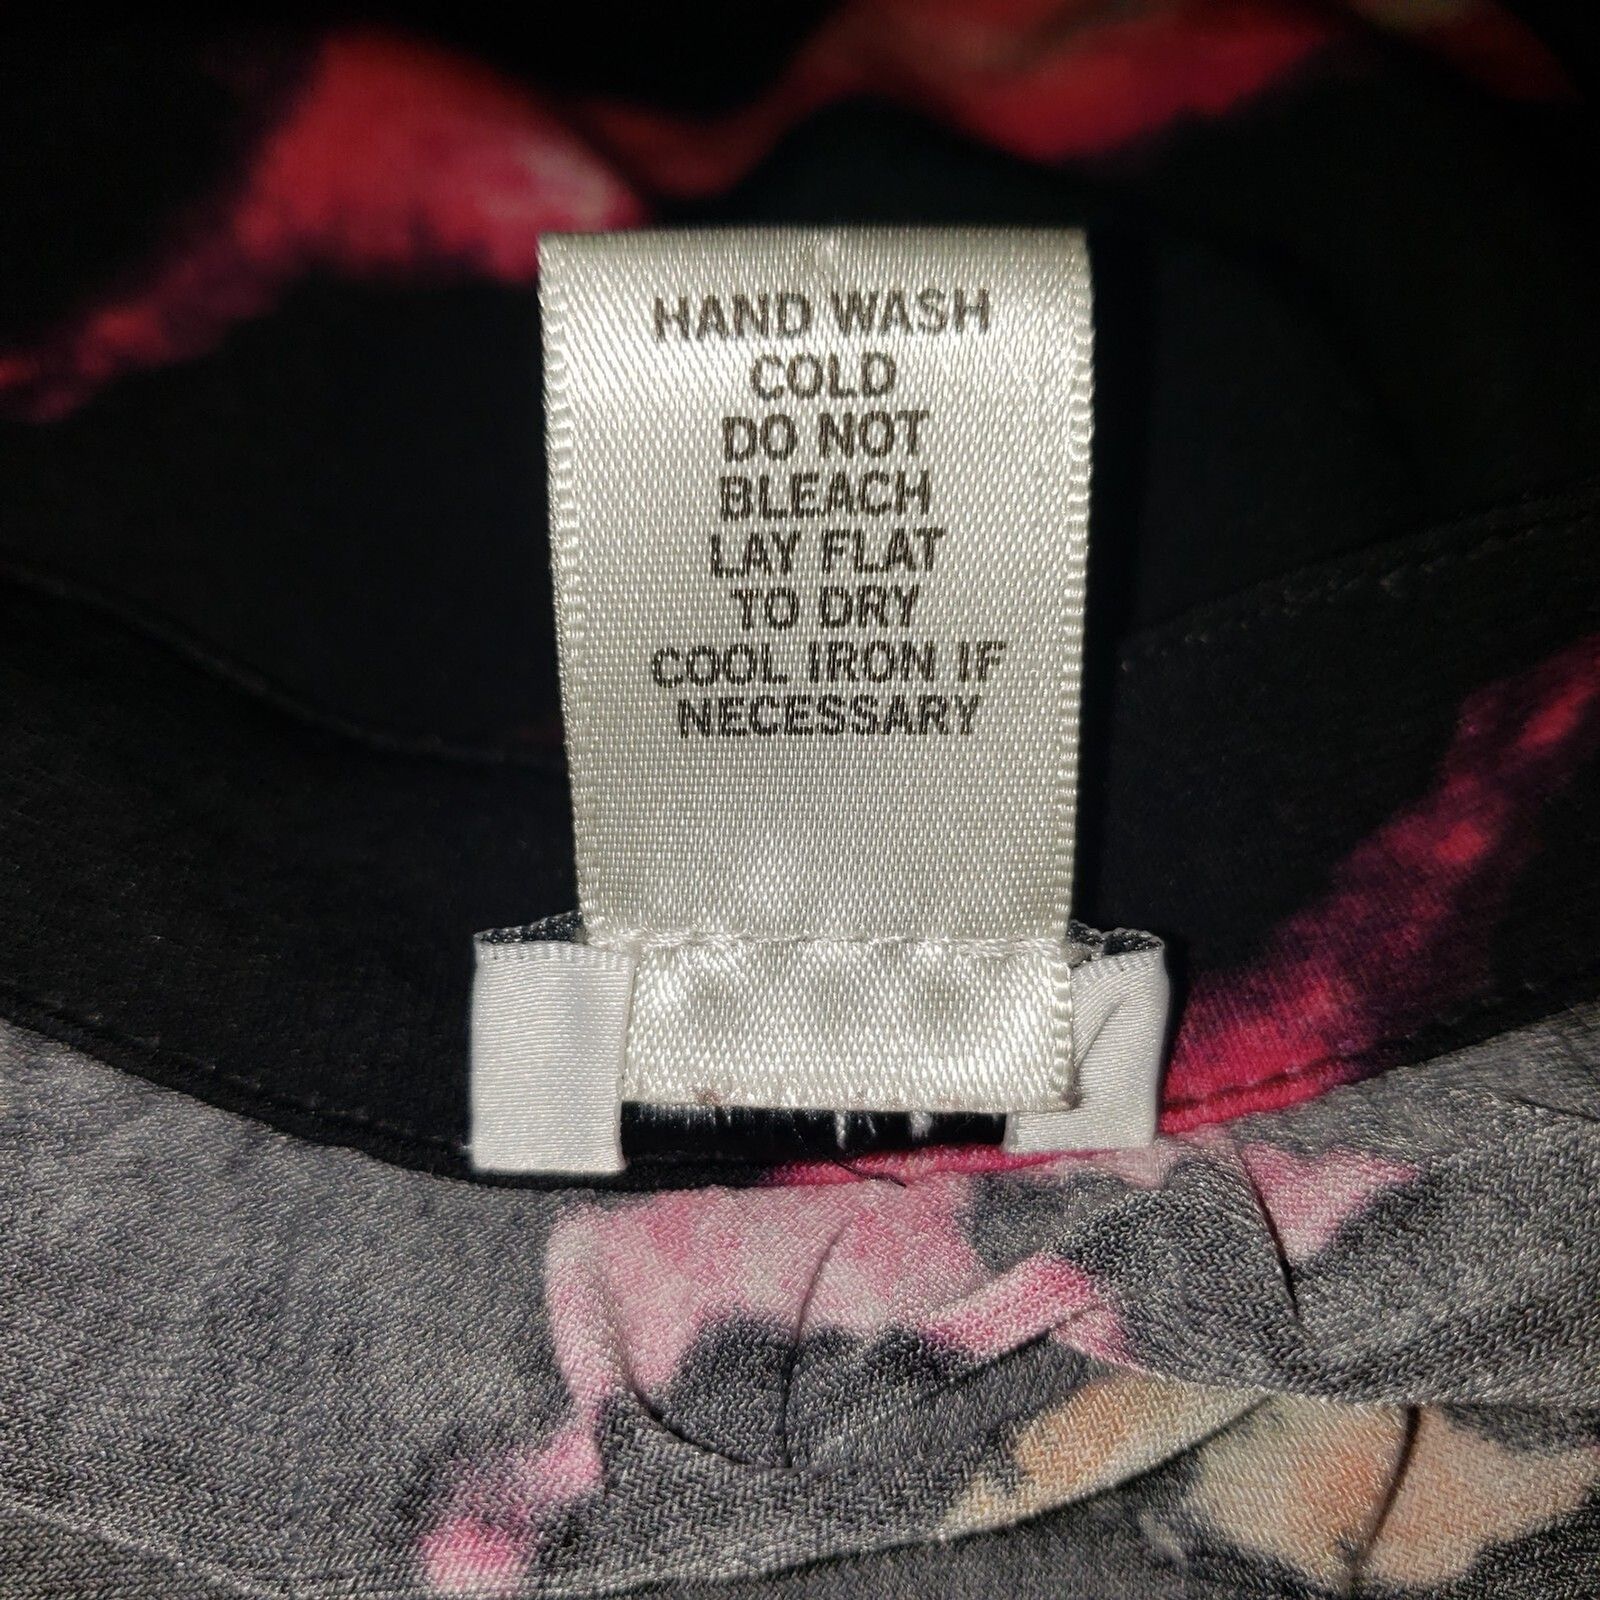 HAND WASH
COLD
DO NOT
BLEACH
LAY FLAT
TO DRY
COOL IRON IF
NECESSARY